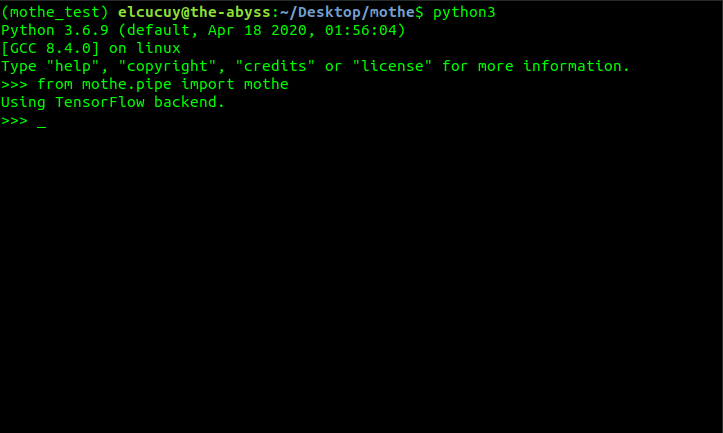 (mothe_test) elcucuy@the-abyss:~/Desktop/mothe$ python3
Python 3.6.9 (default, Apr 18 2020, 01:56:04)
[GCC 8.4.0] on linux
Type "help", "copyright", "credits" or "license" for more information.
>>> from mothe.pipe import mothe
Using TensorFlow backend.
>>> _